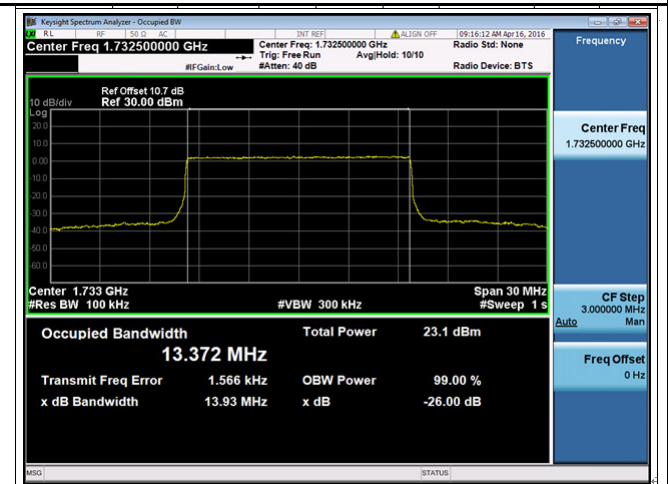 Keysight Spectrum Analyzer - Occupied BW
RL RF 50 Ω AC INT REF ALIGN OFF 09:16:12 AM Apr 16, 2016
Center Freq 1.732500000 GHz Center Freq: 1.732500000 GHz Radio Std: None
Trig: Free Run Avg|Hold: 10/10
#IFGain:Low #Atten: 40 dB Radio Device: BTS
Ref Offset 10.7 dB
10 dB/div Ref 30.00 dBm
Log
20.0
10.0
0.00
-10.0
-20.0
-30.0
-40.0
-50.0
-60.0
Center 1.733 GHz Span 30 MHz
#Res BW 100 kHz #VBW 300 kHz #Sweep 1 s
Occupied Bandwidth Total Power 23.1 dBm
13.372 MHz
Transmit Freq Error 1.566 kHz OBW Power 99.00 %
x dB Bandwidth 13.93 MHz x dB -26.00 dB
MSG STATUS
Frequency
Center Freq
1.732500000 GHz
CF Step
3.000000 MHz
Auto Man
Freq Offset
0 Hz